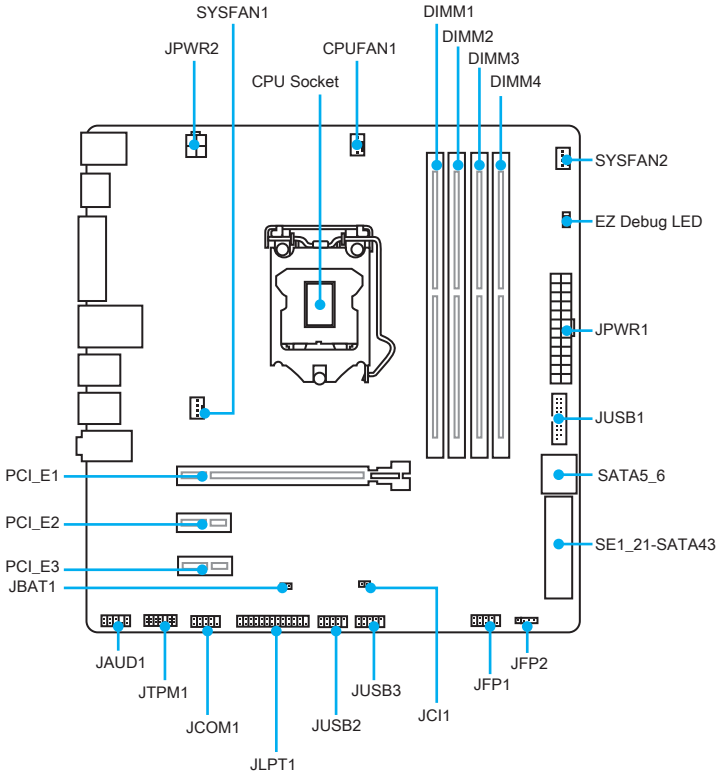 SYSFAN1
DIMM1
DIMM2
JPWR2
CPUFAN1
DIMM3
CPU Socket
DIMM4
SYSFAN2
EZ Debug LED
JPWR1
JUSB1
PCI_E1
SATA5_6
PCI_E2
SE1_21-SATA43
PCI_E3
JBAT1
JAUD1
JFP2
JTPM1
JFP1
JUSB3
JCI1
JCOM1
JUSB2
JLPT1